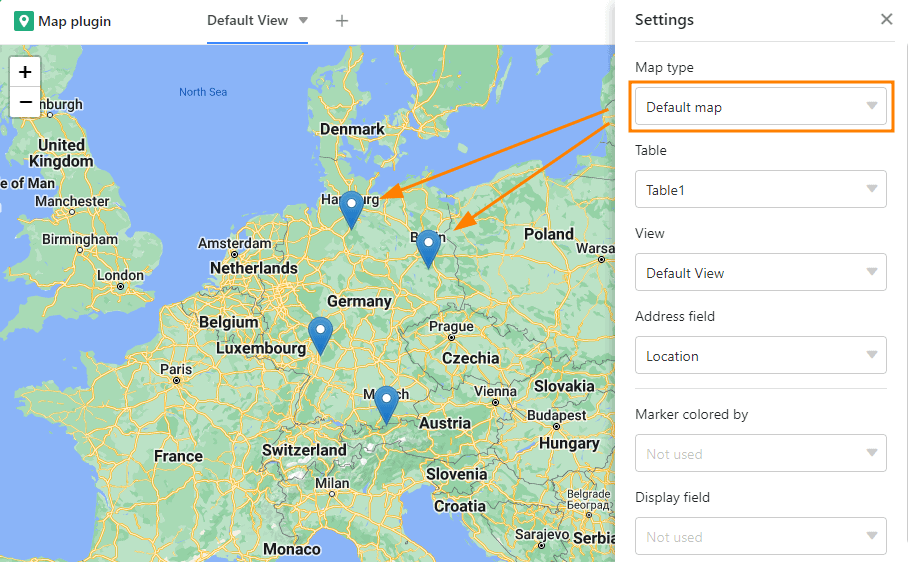 Map plugin
Default View
+
Settings
Map type
Default map
Table
Table1
View
Default View
Address field
Location
Marker colored by
Not used
Display field
Not used
+
−
North Sea
nburgh
Denmark
United
Kingdom
e of Man
Manchester
Hamburg
Birmingham
Amsterdam
Poland
Warsa
London
Netherlands
Germany
Belgium
Prague
Luxembourg
Czechia
Paris
Vienna
Slovakia
Budapest
Austria
Hungary
France
Switzerland
Slovenia
Milan
Belgrade
Београд
Croatia
Sarajevo
Serbia
Monaco